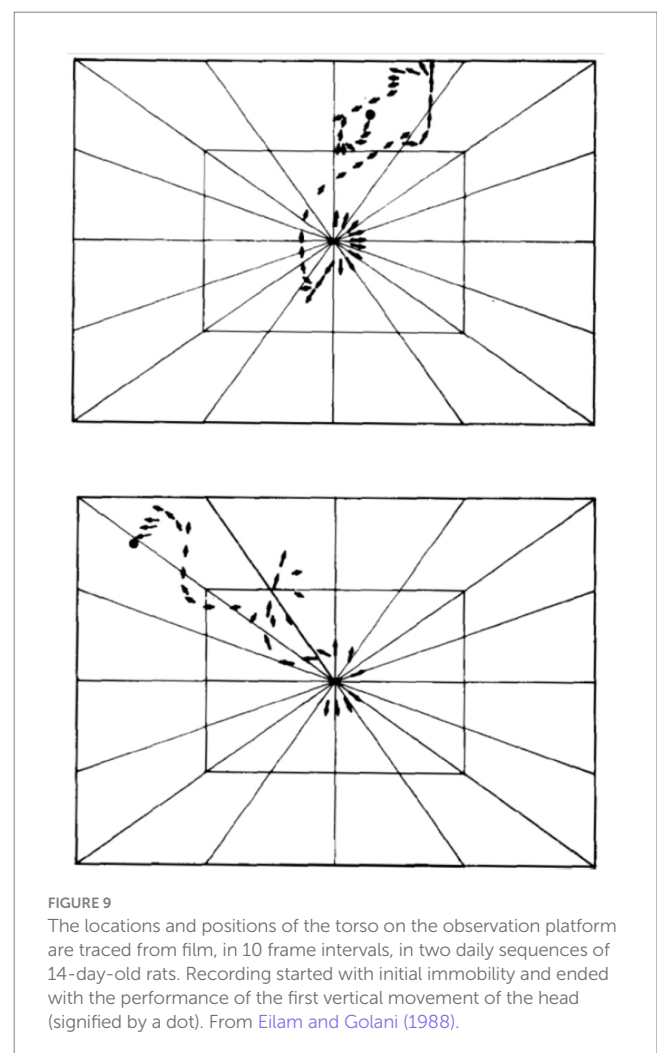 FIGURE 9
The locations and positions of the torso on the observation platform
are traced from film, in 10 frame intervals, in two daily sequences of
14-day-old rats. Recording started with initial immobility and ended
with the performance of the first vertical movement of the head
(signified by a dot). From Eilam and Golani (1988).